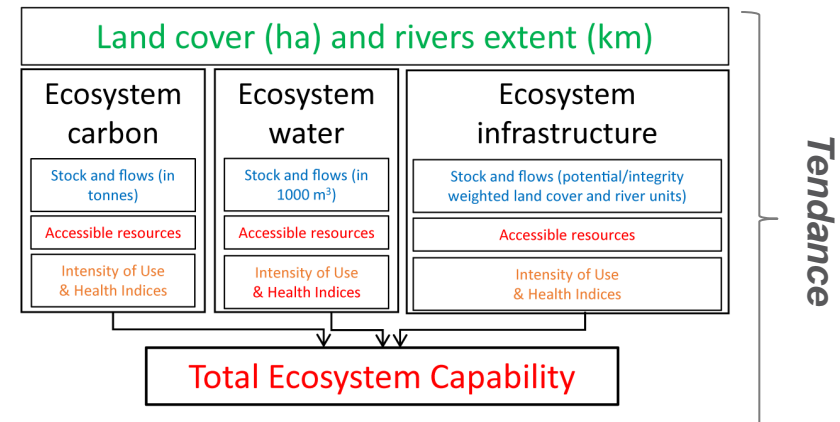 Land cover (ha) and rivers extent (km)
Ecosystem
carbon
Stock and flows (in
tonnes)
Accessible resources
Intensity of Use
& Health Indices
Ecosystem
water
Stock and flows (in
1000 m³)
Accessible resources
Intensity of Use
& Health Indices
Ecosystem
infrastructure
Stock and flows (potential/integrity
weighted land cover and river units)
Accessible resources
Intensity of Use
& Health Indices
Total Ecosystem Capability
Tendance